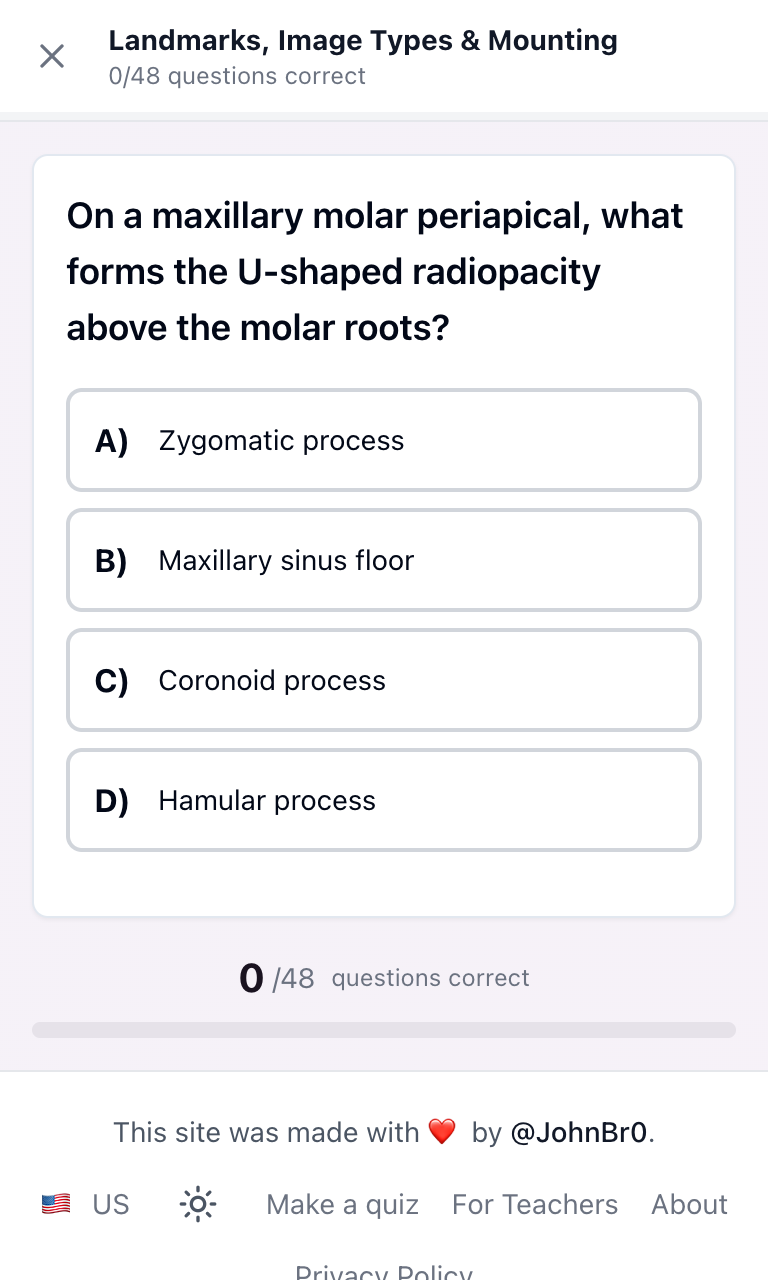 Landmarks, Image Types & Mounting
0/48 questions correct
On a maxillary molar periapical, what
forms the U-shaped radiopacity
above the molar roots?
A) Zygomatic process
B) Maxillary sinus floor
C) Coronoid process
D) Hamular process
0 /48 questions correct
This site was made with ❤️ by @JohnBr0.
🇺🇸 US Make a quiz For Teachers About
Privacy Policy